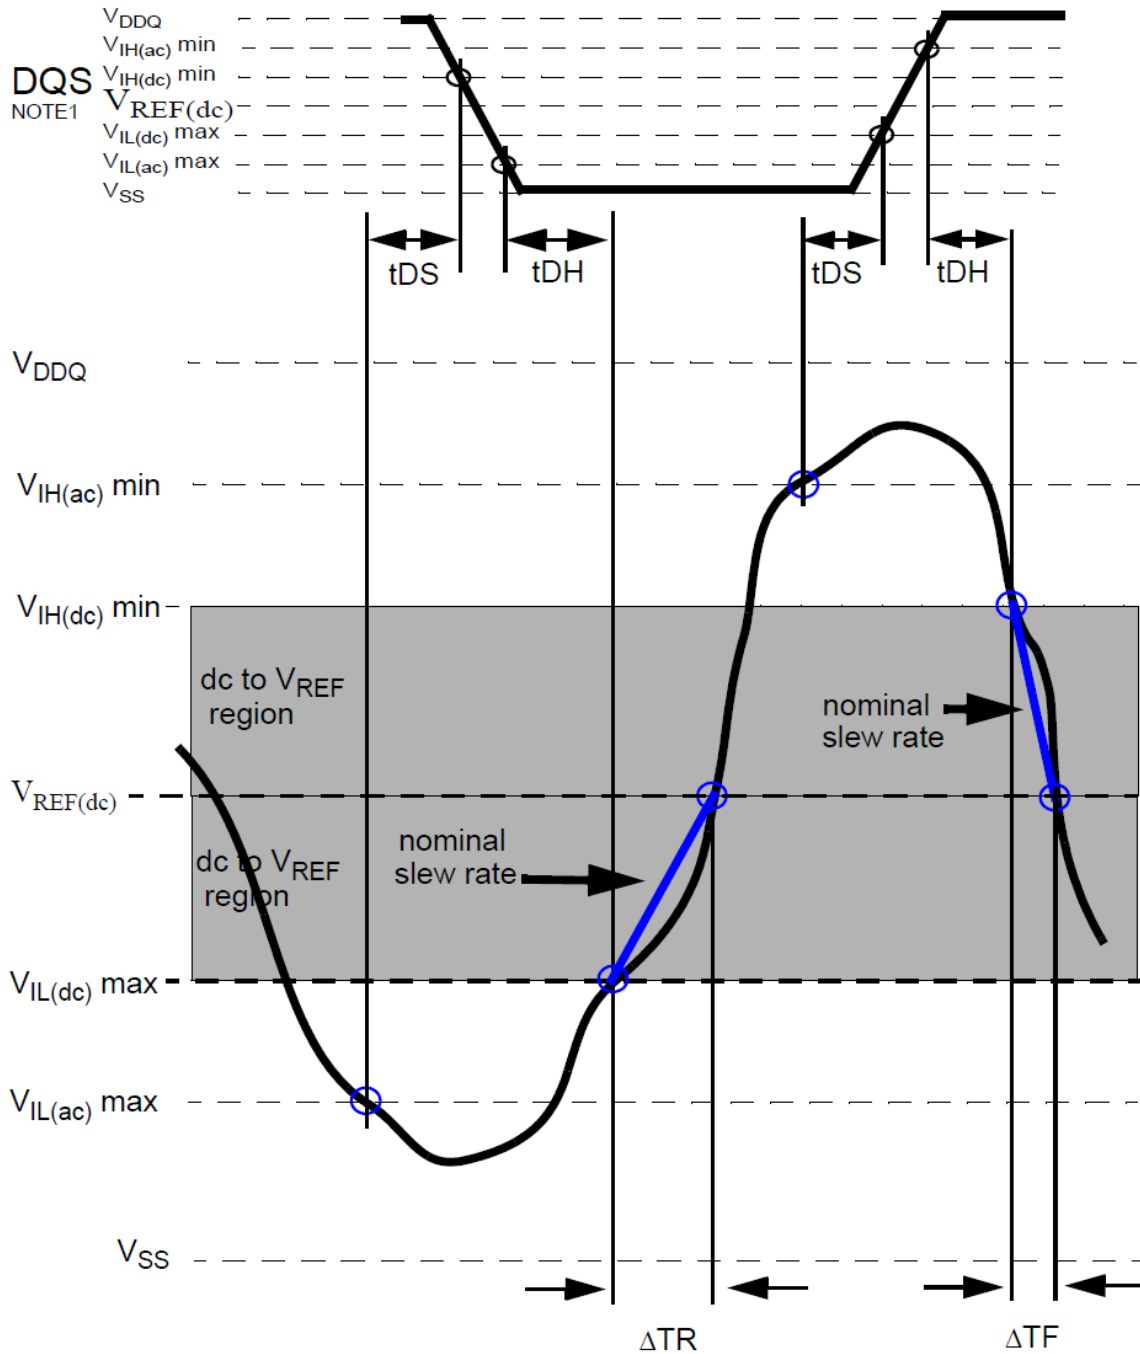 VDDQ
VIH(ac) min
VIH(dc) min
DQS
NOTE1
VREF(dc)
VIL(dc) max
VIL(ac) max
VSS
tDS
tDH
tDS
tDH
VDDQ
VIH(ac) min
VIH(dc) min
dc to VREF
region
nominal
slew rate
VREF(dc)
nominal
slew rate
dc to VREF
region
VIL(dc) max
VIL(ac) max
VSS
ΔTR
ΔTF